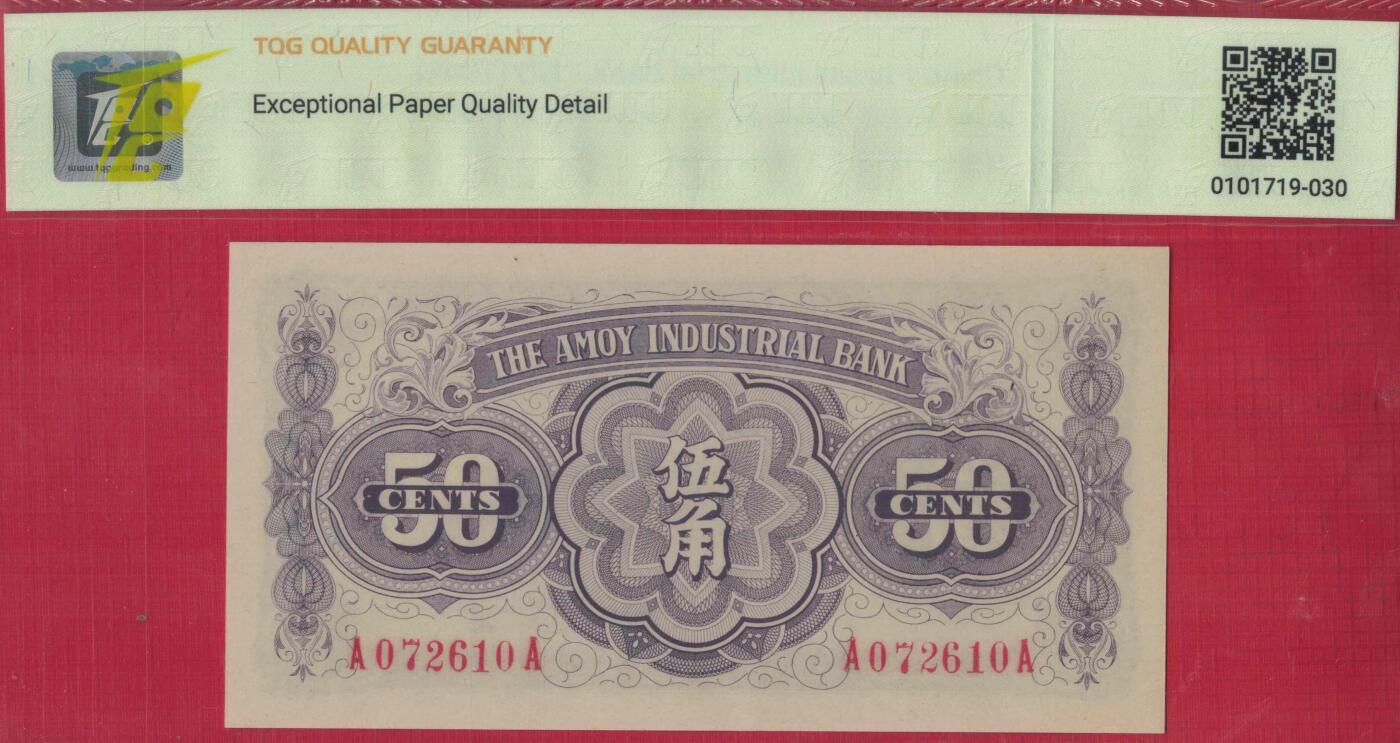 TQG QUALITY GUARANTY
Exceptional Paper Quality Detail
0101719-030
THE AMOY INDUSTRIAL BANK
50
CENTS
伍角
50
CENTS
A072610A
A072610A